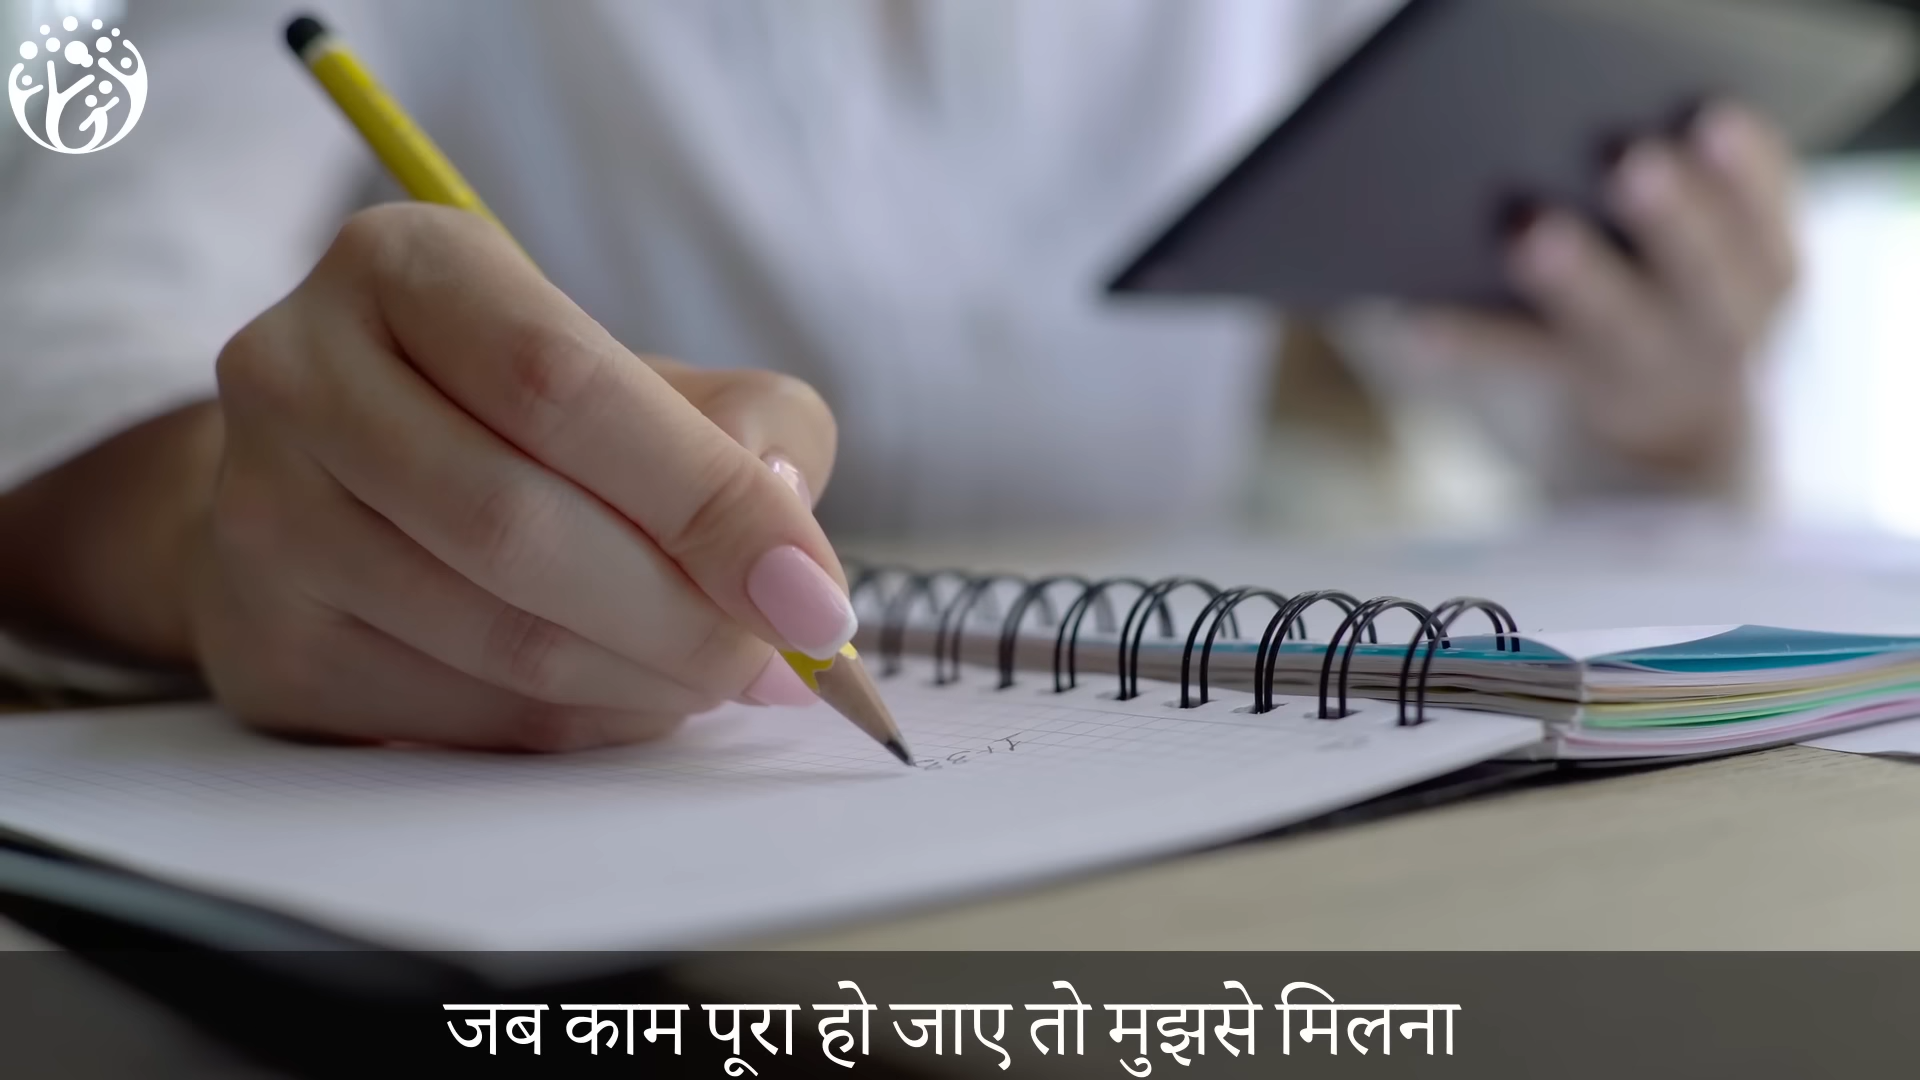 जब काम पूरा हो जाए तो मुझसे मिलना